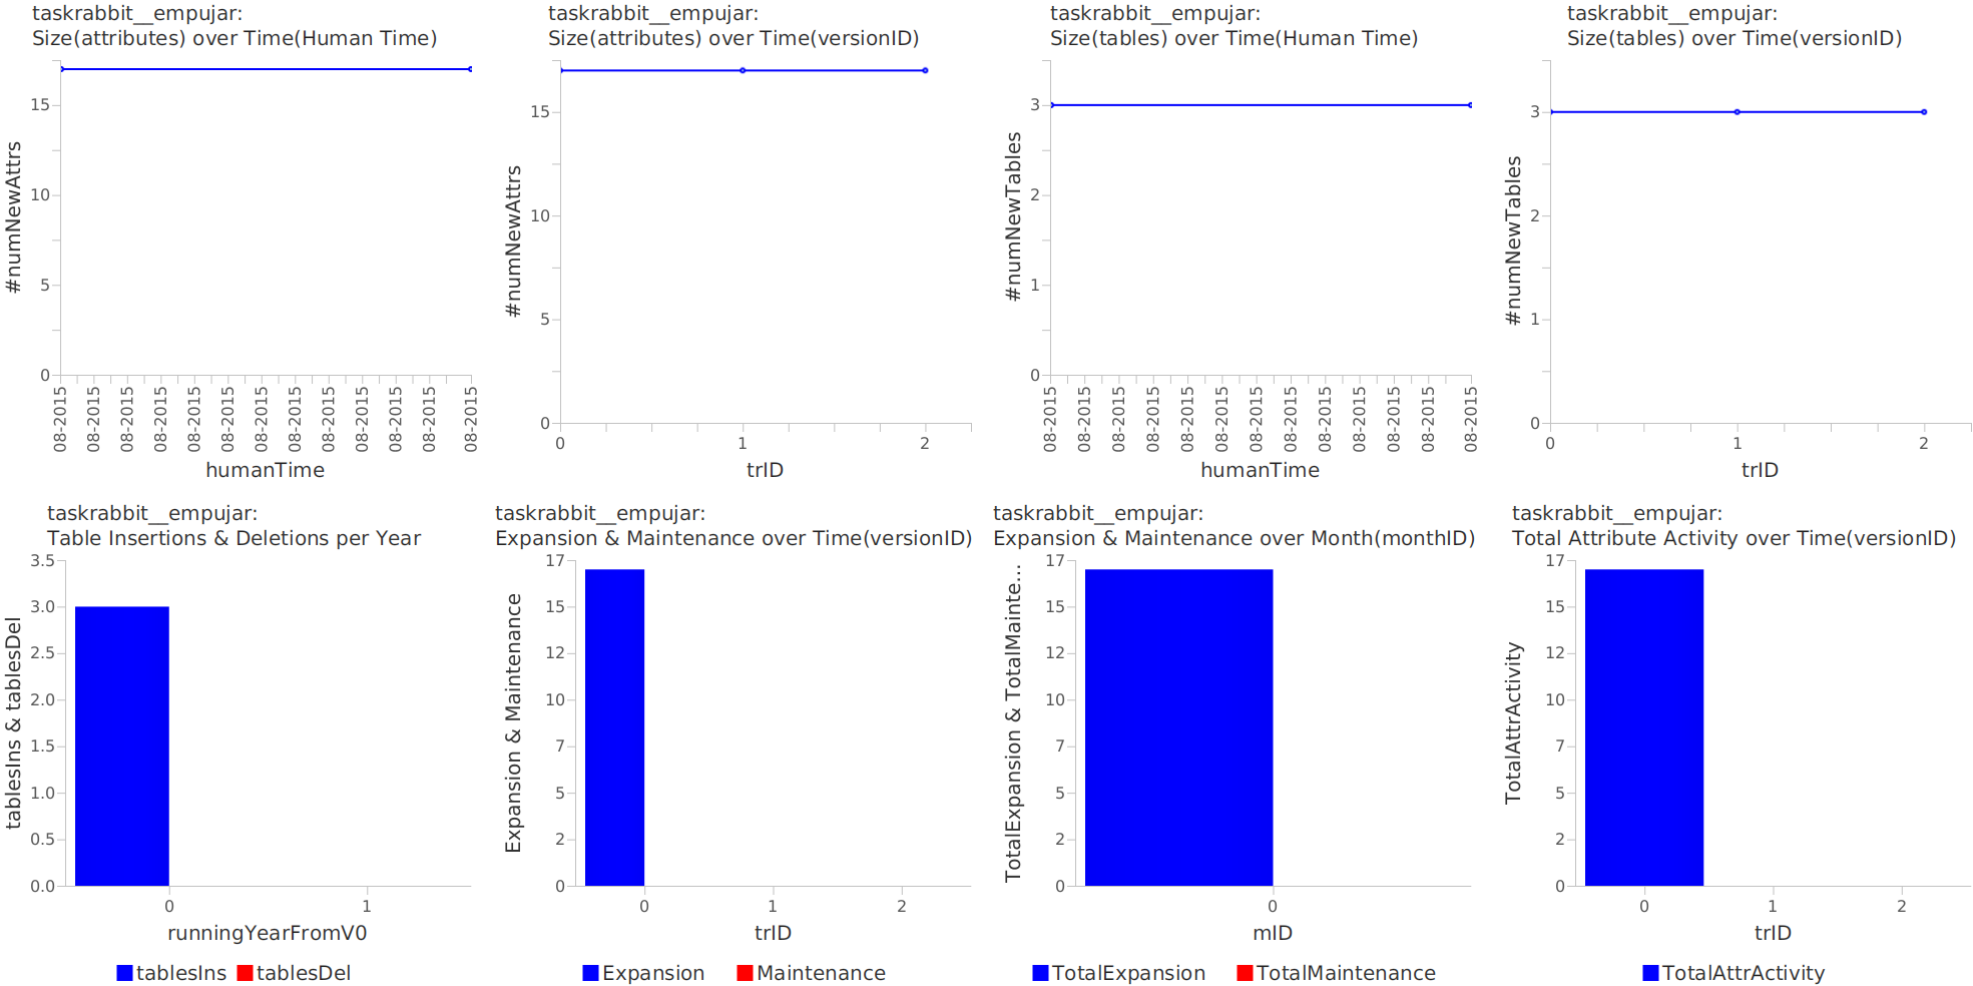 taskrabbit__empujar:
Size(attributes) over Time(Human Time)
#numNewAttrs
15
10
5
0
08-2015 08-2015 08-2015 08-2015 08-2015 08-2015 08-2015 08-2015 08-2015 08-2015 08-2015 08-2015 08-2015
humanTime
taskrabbit__empujar:
Size(attributes) over Time(versionID)
#numNewAttrs
15
10
5
0
0 1 2
trID
taskrabbit__empujar:
Size(tables) over Time(Human Time)
#numNewTables
3
2
1
0
08-2015 08-2015 08-2015 08-2015 08-2015 08-2015 08-2015 08-2015 08-2015 08-2015 08-2015 08-2015 08-2015
humanTime
taskrabbit__empujar:
Size(tables) over Time(versionID)
#numNewTables
3
2
1
0
0 1 2
trID
taskrabbit__empujar:
Table Insertions & Deletions per Year
tablesIns & tablesDel
3.5
3.0
2.5
2.0
1.5
1.0
0.5
0.0
0 1
runningYearFromV0
tablesIns tablesDel
taskrabbit__empujar:
Expansion & Maintenance over Time(versionID)
Expansion & Maintenance
17
15
12
10
7
5
2
0
0 1 2
trID
Expansion Maintenance
taskrabbit__empujar:
Expansion & Maintenance over Month(monthID)
TotalExpansion & TotalMainte...
17
15
12
10
7
5
2
0
0
mID
TotalExpansion TotalMaintenance
taskrabbit__empujar:
Total Attribute Activity over Time(versionID)
TotalAttrActivity
17
15
12
10
7
5
2
0
0 1 2
trID
TotalAttrActivity